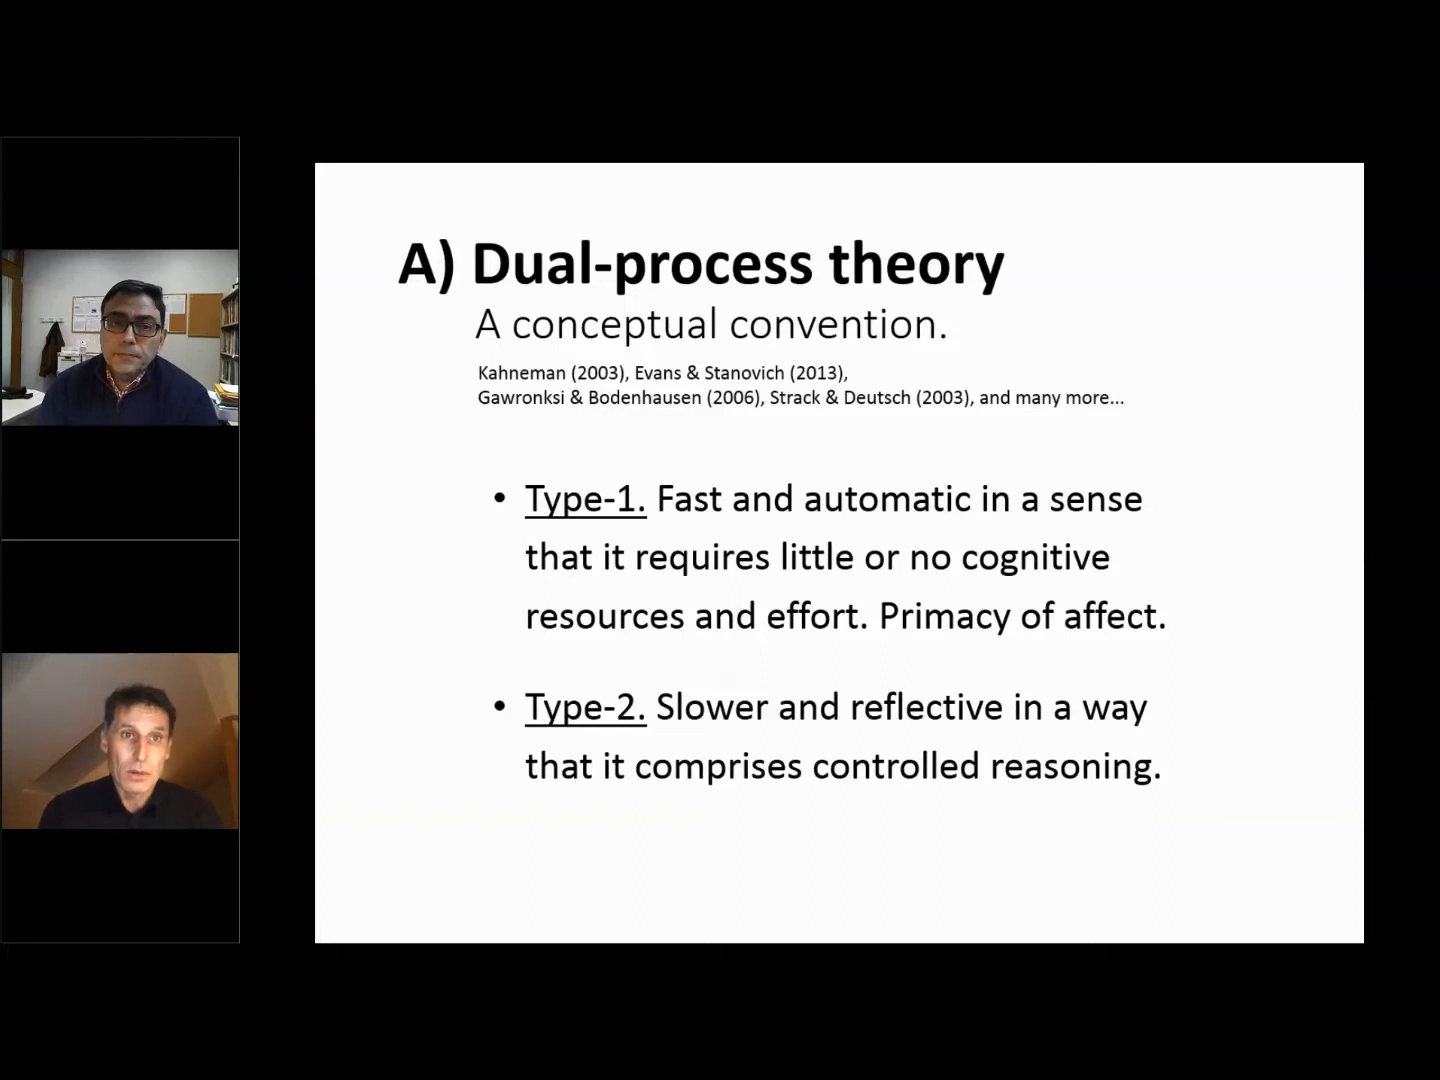 A) Dual-process theory
A conceptual convention.
Kahneman (2003), Evans & Stanovich (2013),
Gawronksi & Bodenhausen (2006), Strack & Deutsch (2003), and many more...
• Type-1. Fast and automatic in a sense
that it requires little or no cognitive
resources and effort. Primacy of affect.
• Type-2. Slower and reflective in a way
that it comprises controlled reasoning.